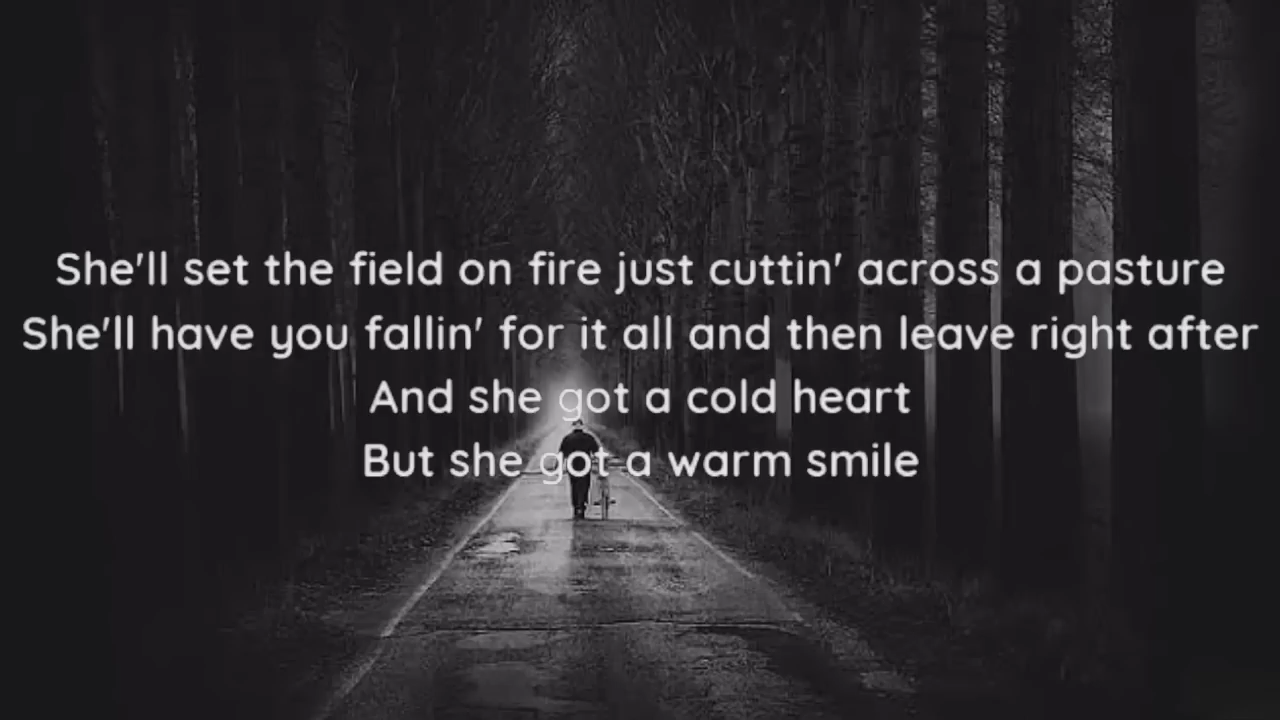 She'll set the field on fire just cuttin' across a pasture
She'll have you fallin' for it all and then leave right after
And she got a cold heart
But she got a warm smile